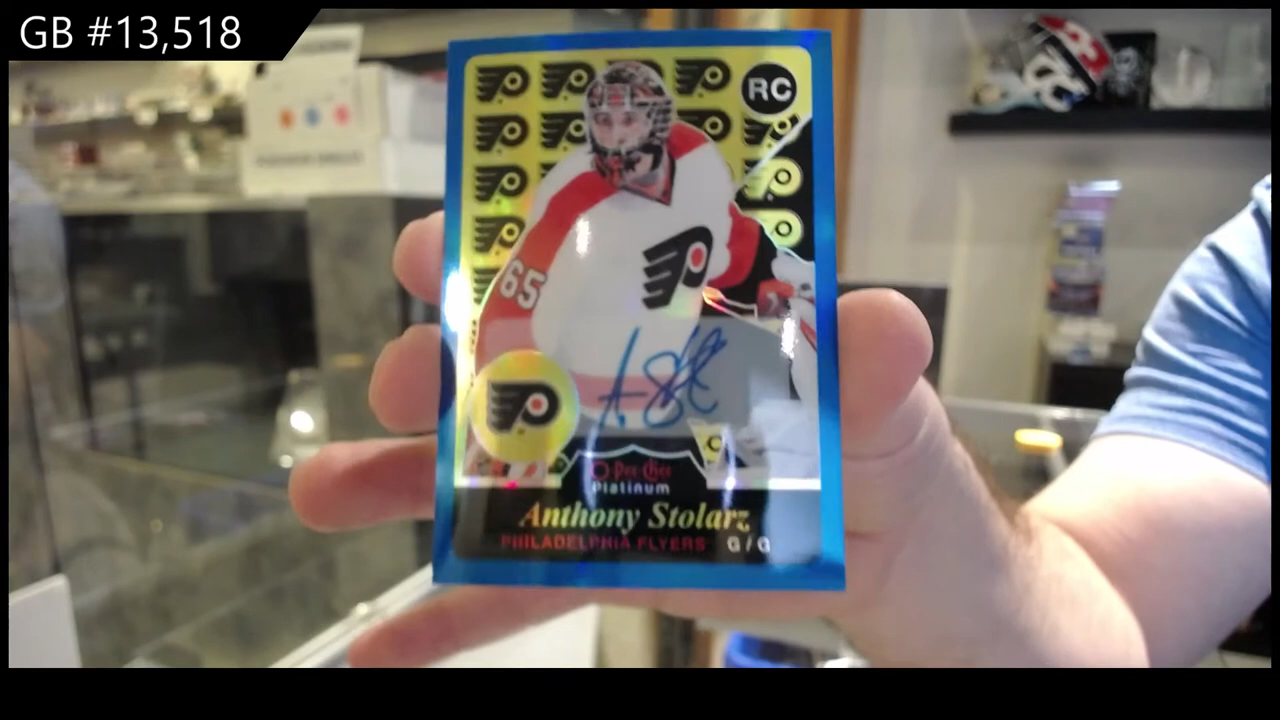 GB #13,518
RC
65
O-Pee-Chee
Platinum
Anthony Stolarz
PHILADELPHIA FLYERS G/G